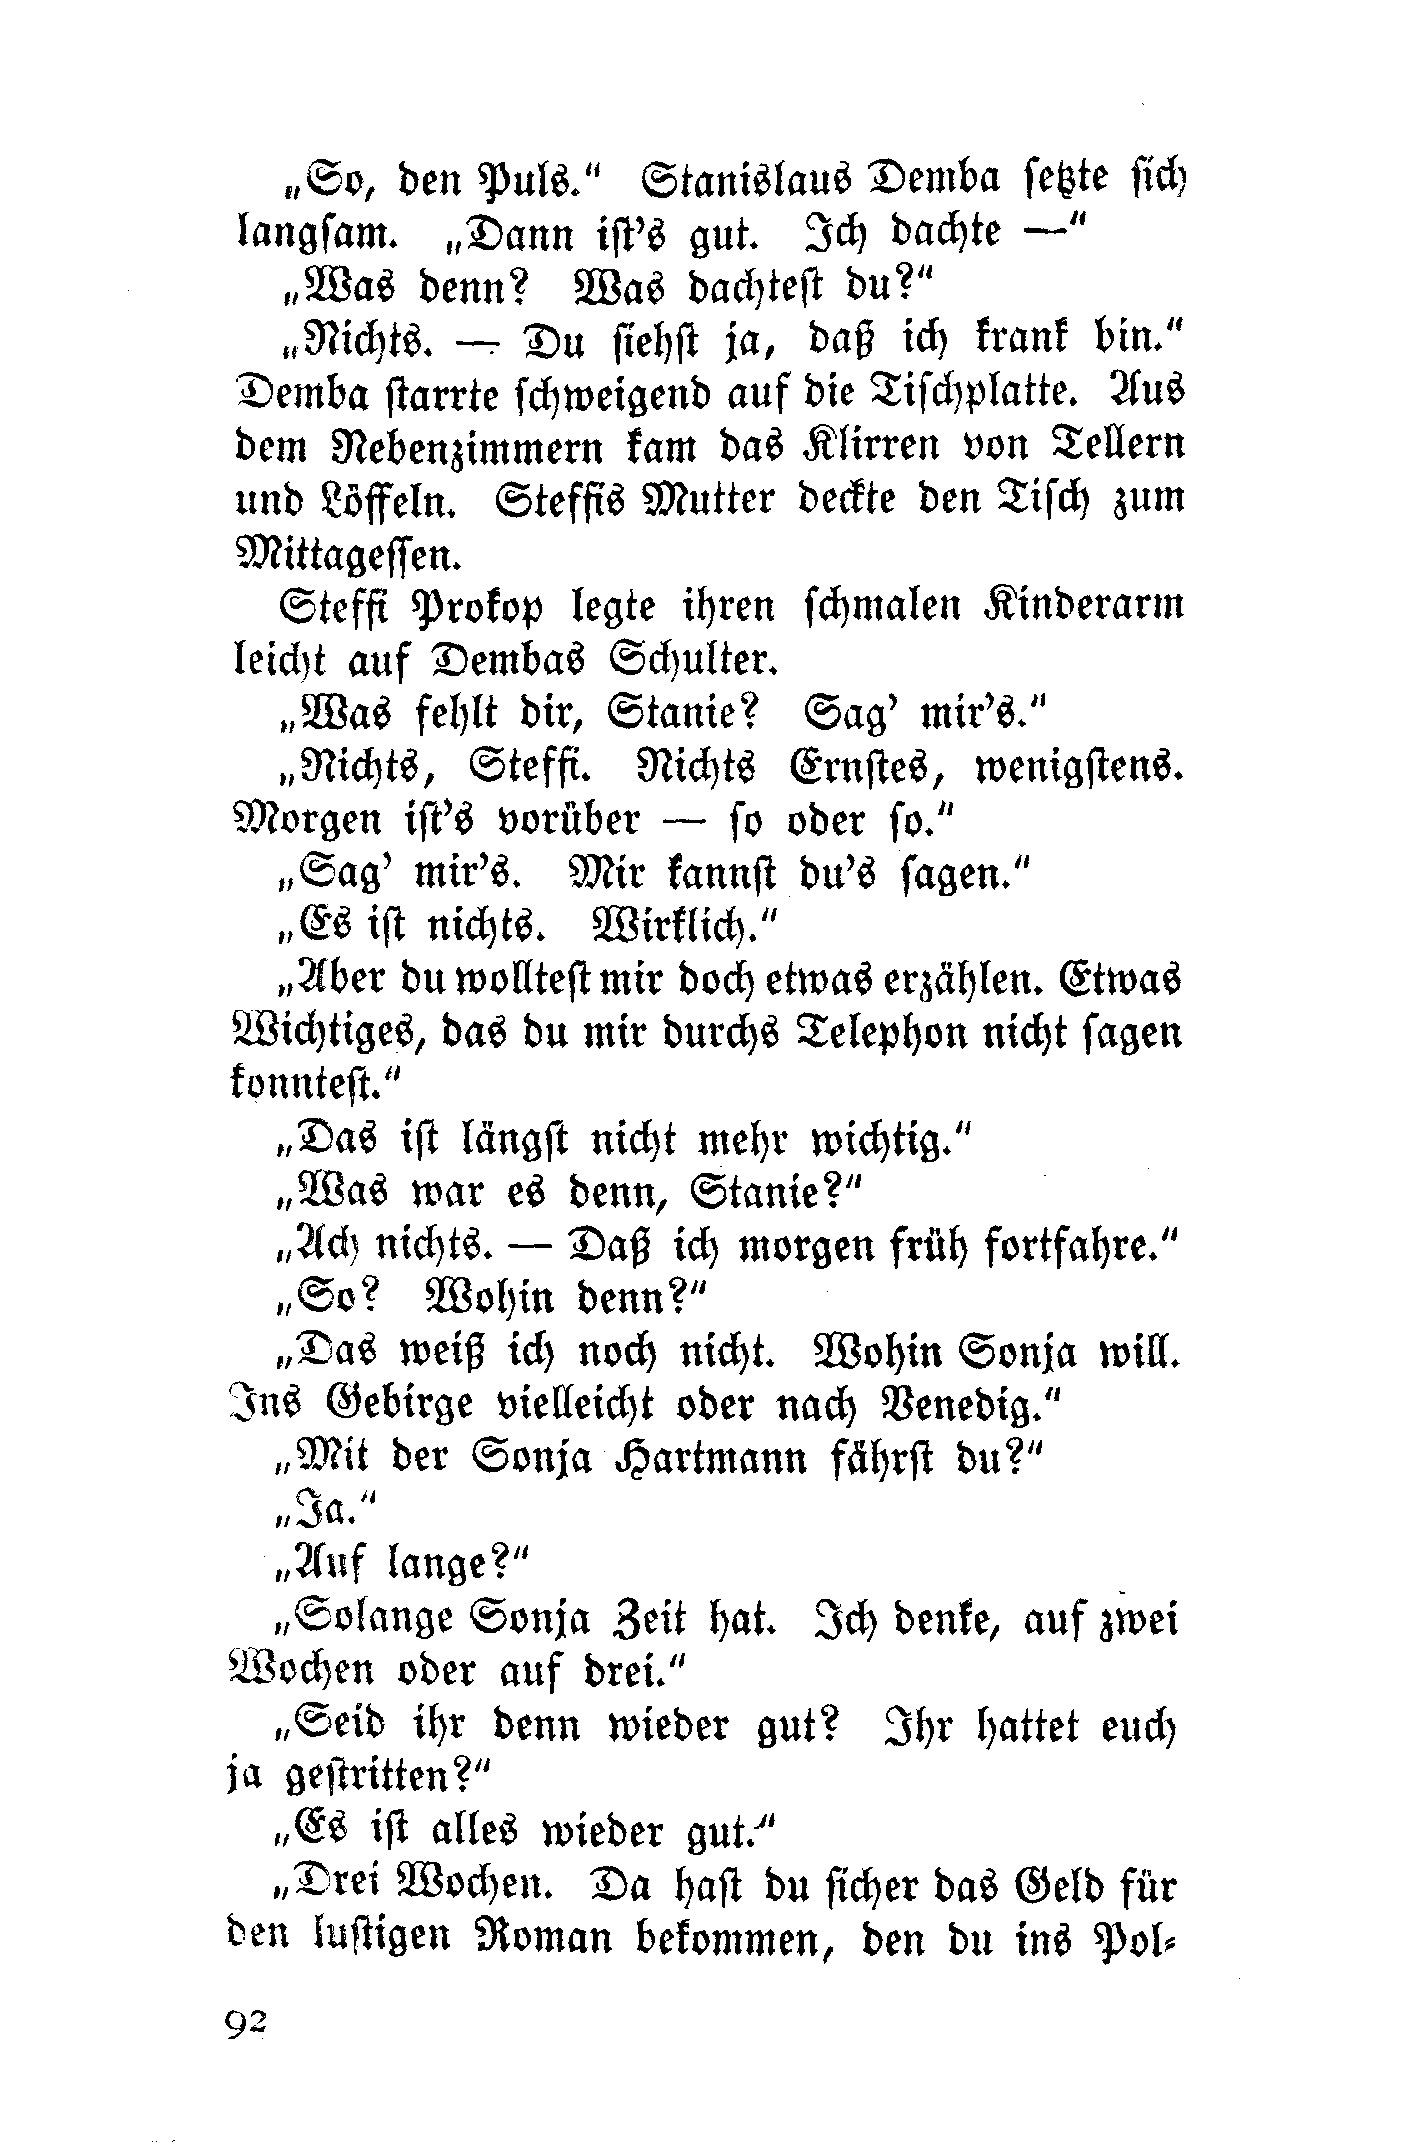 „So, den Puls.“ Stanislaus Demba setzte sich
langsam. „Dann ist's gut. Ich dachte —“
„Was denn? Was dachtest du?“
„Nichts. — Du siehst ja, daß ich krank bin.“
Demba starrte schweigend auf die Tischplatte. Aus
dem Nebenzimmern kam das Klirren von Tellern
und Löffeln. Steffis Mutter deckte den Tisch zum
Mittagessen.
Steffi Prokop legte ihren schmalen Kinderarm
leicht auf Dembas Schulter.
„Was fehlt dir, Stanie? Sag' mir's.“
„Nichts, Steffi. Nichts Ernstes, wenigstens.
Morgen ist's vorüber — so oder so.“
„Sag' mir's. Mir kannst du's sagen.“
„Es ist nichts. Wirklich.“
„Aber du wolltest mir doch etwas erzählen. Etwas
Wichtiges, das du mir durchs Telephon nicht sagen
konntest.“
„Das ist längst nicht mehr wichtig.“
„Was war es denn, Stanie?“
„Ach nichts. — Daß ich morgen früh fortfahre.“
„So? Wohin denn?“
„Das weiß ich noch nicht. Wohin Sonja will.
Ins Gebirge vielleicht oder nach Venedig.“
„Mit der Sonja Hartmann fährst du?“
„Ja.“
„Auf lange?“
„Solange Sonja Zeit hat. Ich denke, auf zwei
Wochen oder auf drei.“
„Seid ihr denn wieder gut? Ihr hattet euch
ja gestritten?“
„Es ist alles wieder gut.“
„Drei Wochen. Da hast du sicher das Geld für
den lustigen Roman bekommen, den du ins Pol-
92